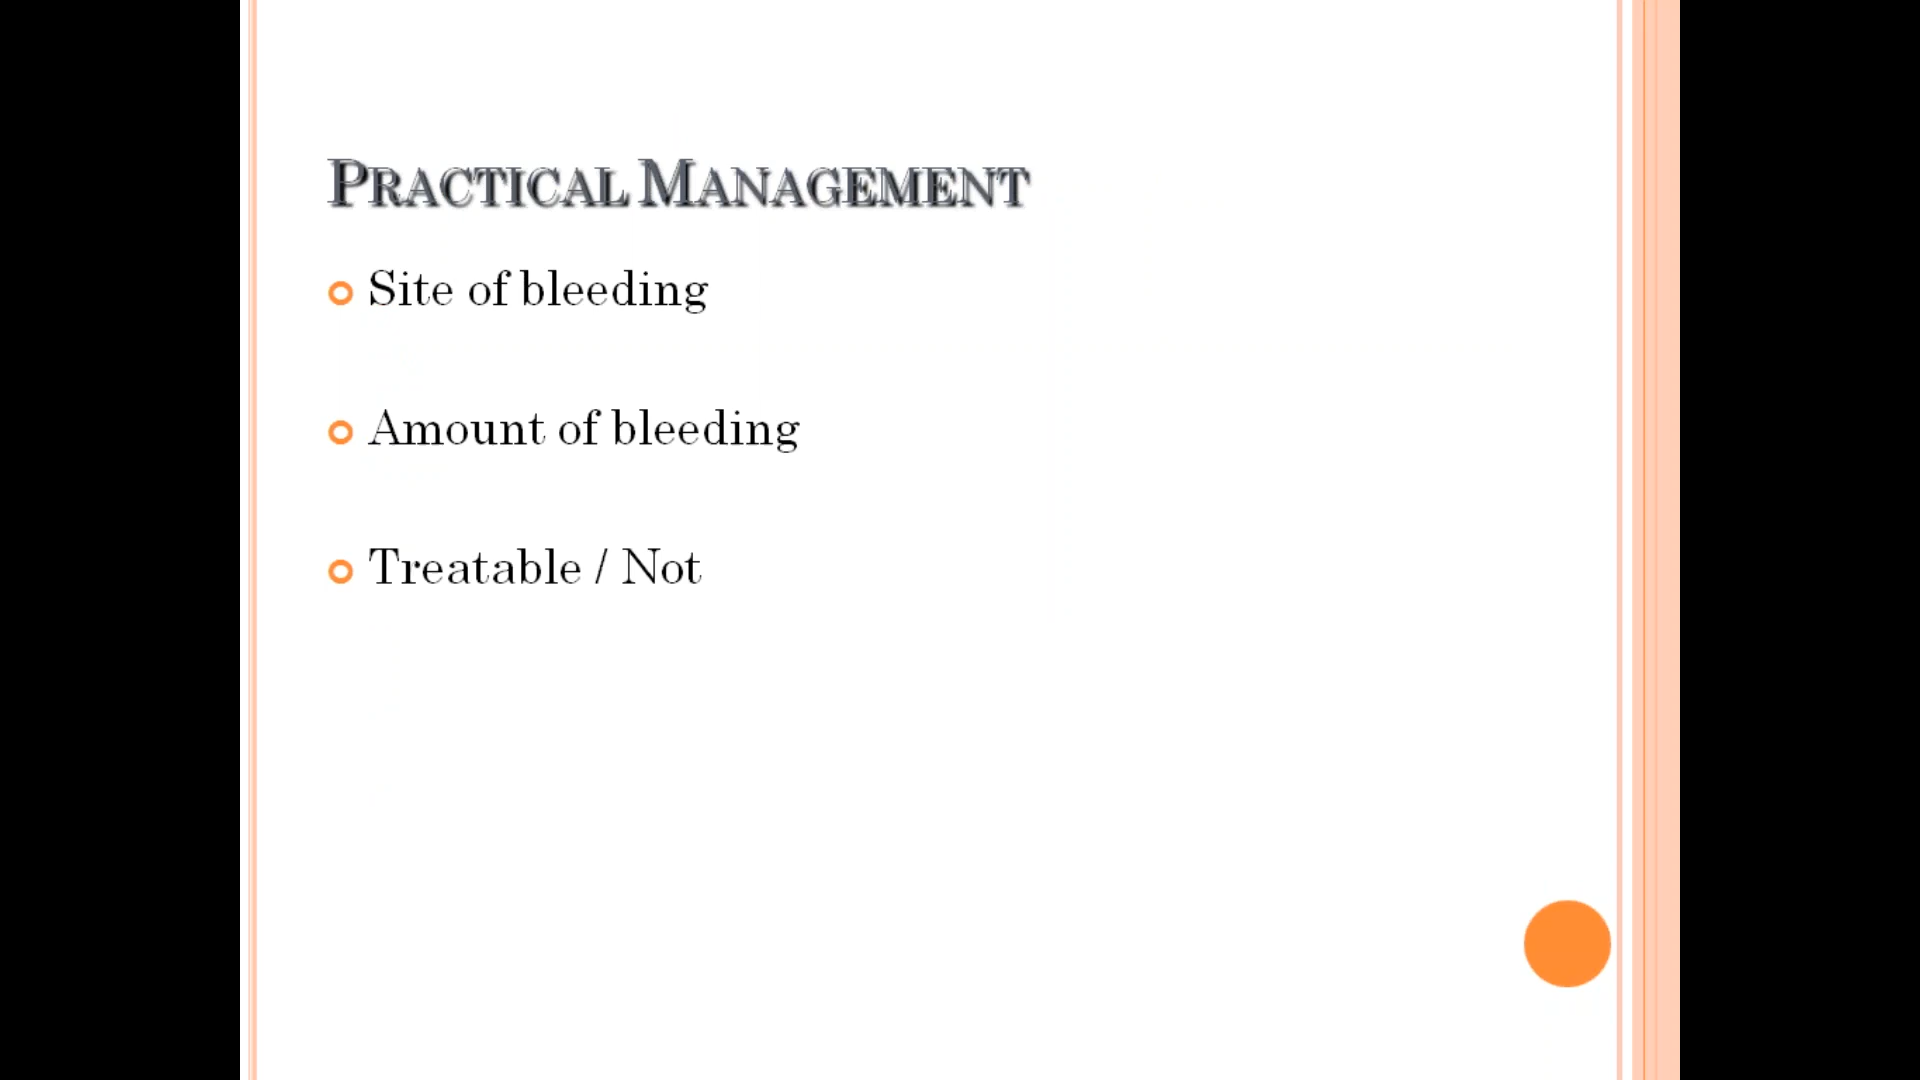 Practical Management
Site of bleeding
Amount of bleeding
Treatable / Not